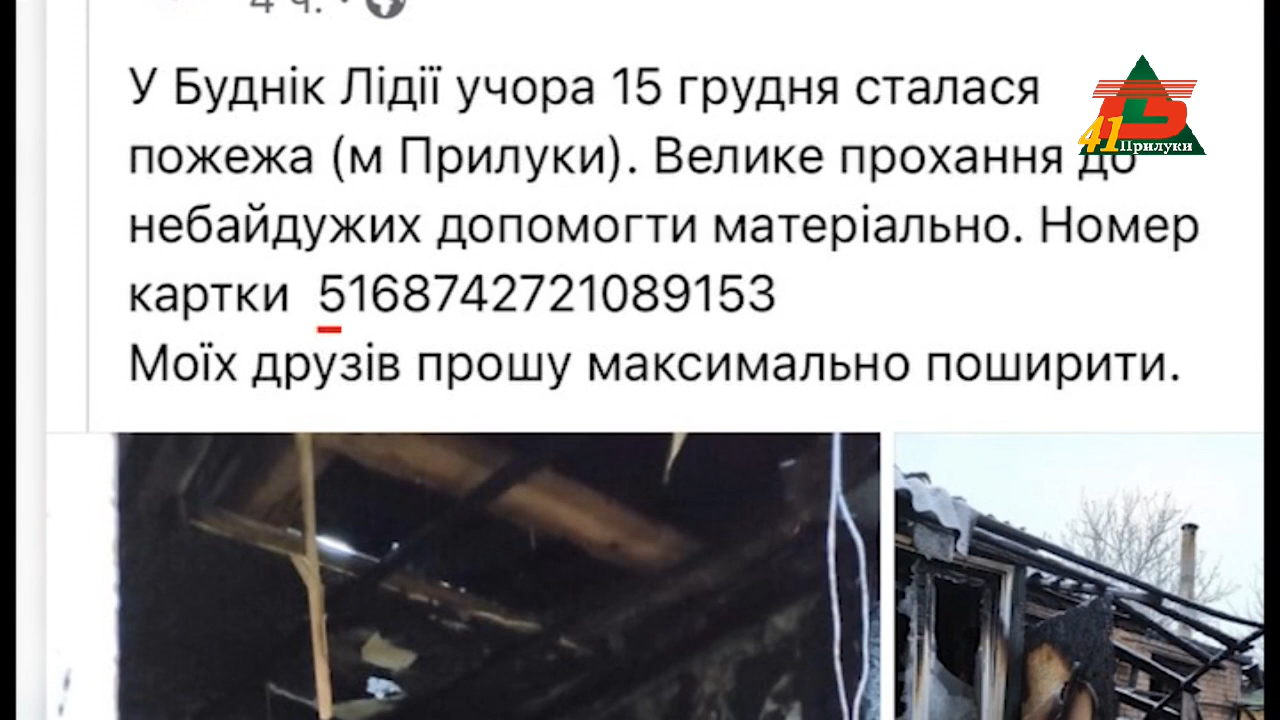 4 ч.
У Буднік Лідії учора 15 грудня сталася
пожежа (м Прилуки). Велике прохання до
небайдужих допомогти матеріально. Номер
картки 5168742721089153
Моїх друзів прошу максимально поширити.
41 Прилуки